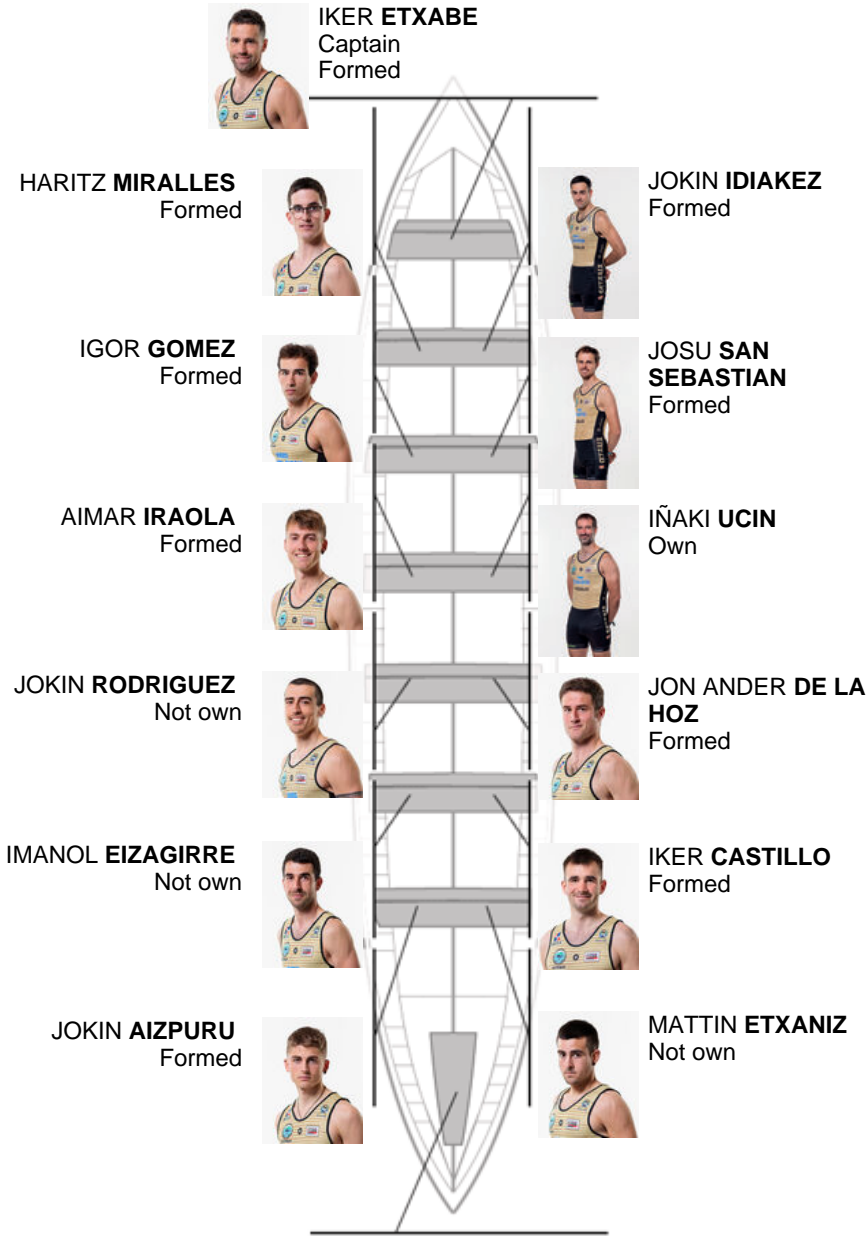 IKER ETXABE
Captain
Formed
HARITZ MIRALLES
Formed
JOKIN IDIAKEZ
Formed
IGOR GOMEZ
Formed
JOSU SAN
SEBASTIAN
Formed
AIMAR IRAOLA
Formed
IÑAKI UCIN
Own
JOKIN RODRIGUEZ
Not own
JON ANDER DE LA
HOZ
Formed
IMANOL EIZAGIRRE
Not own
IKER CASTILLO
Formed
JOKIN AIZPURU
Formed
MATTIN ETXANIZ
Not own